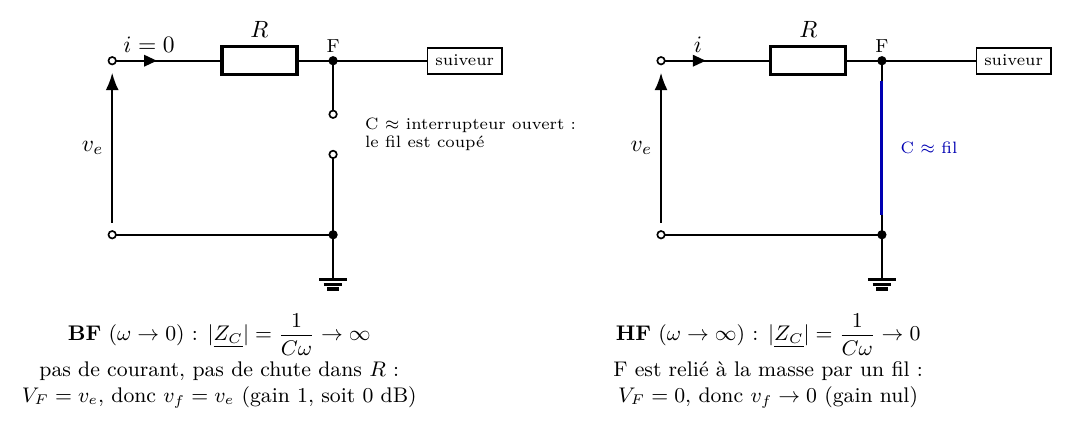 i = 0
R
F
suiveur
v_e
C ≈ interrupteur ouvert :
le fil est coupé
BF (ω → 0) : |Z_C| = 1/Cω → ∞
pas de courant, pas de chute dans R :
V_F = v_e, donc v_f = v_e (gain 1, soit 0 dB)
i
R
F
suiveur
v_e
C ≈ fil
HF (ω → ∞) : |Z_C| = 1/Cω → 0
F est relié à la masse par un fil :
V_F = 0, donc v_f → 0 (gain nul)